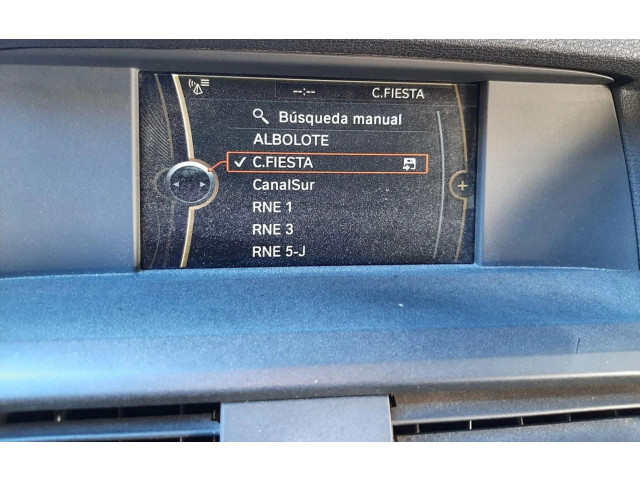 --:-- C.FIESTA
Búsqueda manual
ALBOLOTE
C.FIESTA
CanalSur
RNE 1
RNE 3
RNE 5-J